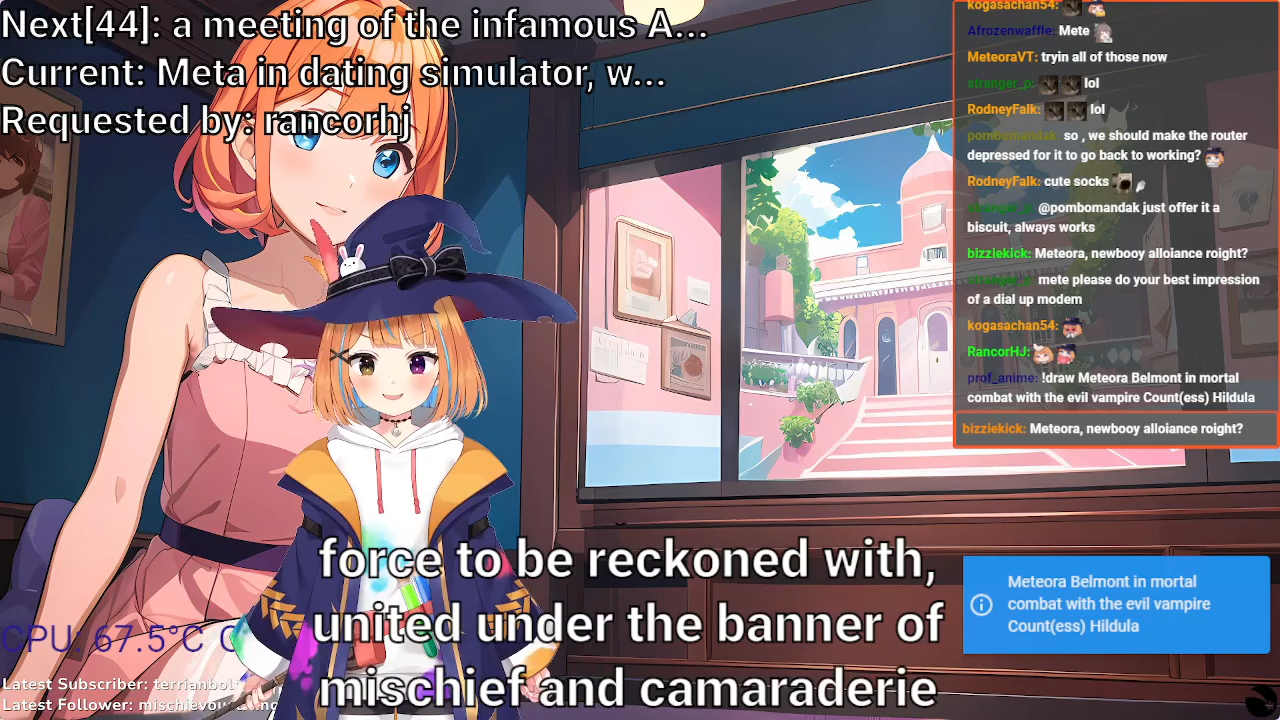 Next[44]: a meeting of the infamous A...
Current: Meta in dating simulator, w...
Requested by: rancorhj
kogasachan54:
Afrozenwaffle: Mete
MeteoraVT: tryin all of those now
stranger_p: lol
RodneyFalk: lol
pombomandak: so , we should make the router
depressed for it to go back to working?
RodneyFalk: cute socks
@pombomandak just offer it a
biscuit, always works
bizziekick: Meteora, newbooy alloiance roight?
mete please do your best impression
of a dial up modem
kogasachan54:
RancorHJ:
prof_anime: !draw Meteora Belmont in mortal
combat with the evil vampire Count(ess) Hildula
bizziekick: Meteora, newbooy alloiance roight?
force to be reckoned with,
united under the banner of
mischief and camaraderie
Meteora Belmont in mortal
combat with the evil vampire
Count(ess) Hildula
CPU: 67.5°C
Latest Subscriber:
Latest Follower: